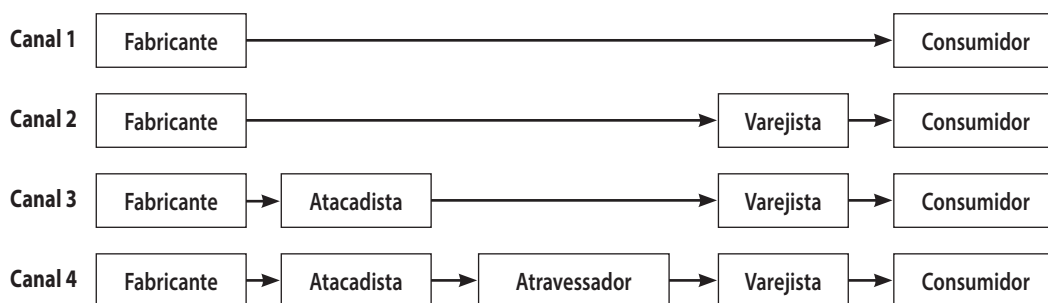 Canal 1 Fabricante Consumidor
Canal 2 Fabricante Varejista Consumidor
Canal 3 Fabricante Atacadista Varejista Consumidor
Canal 4 Fabricante Atacadista Atravessador Varejista Consumidor